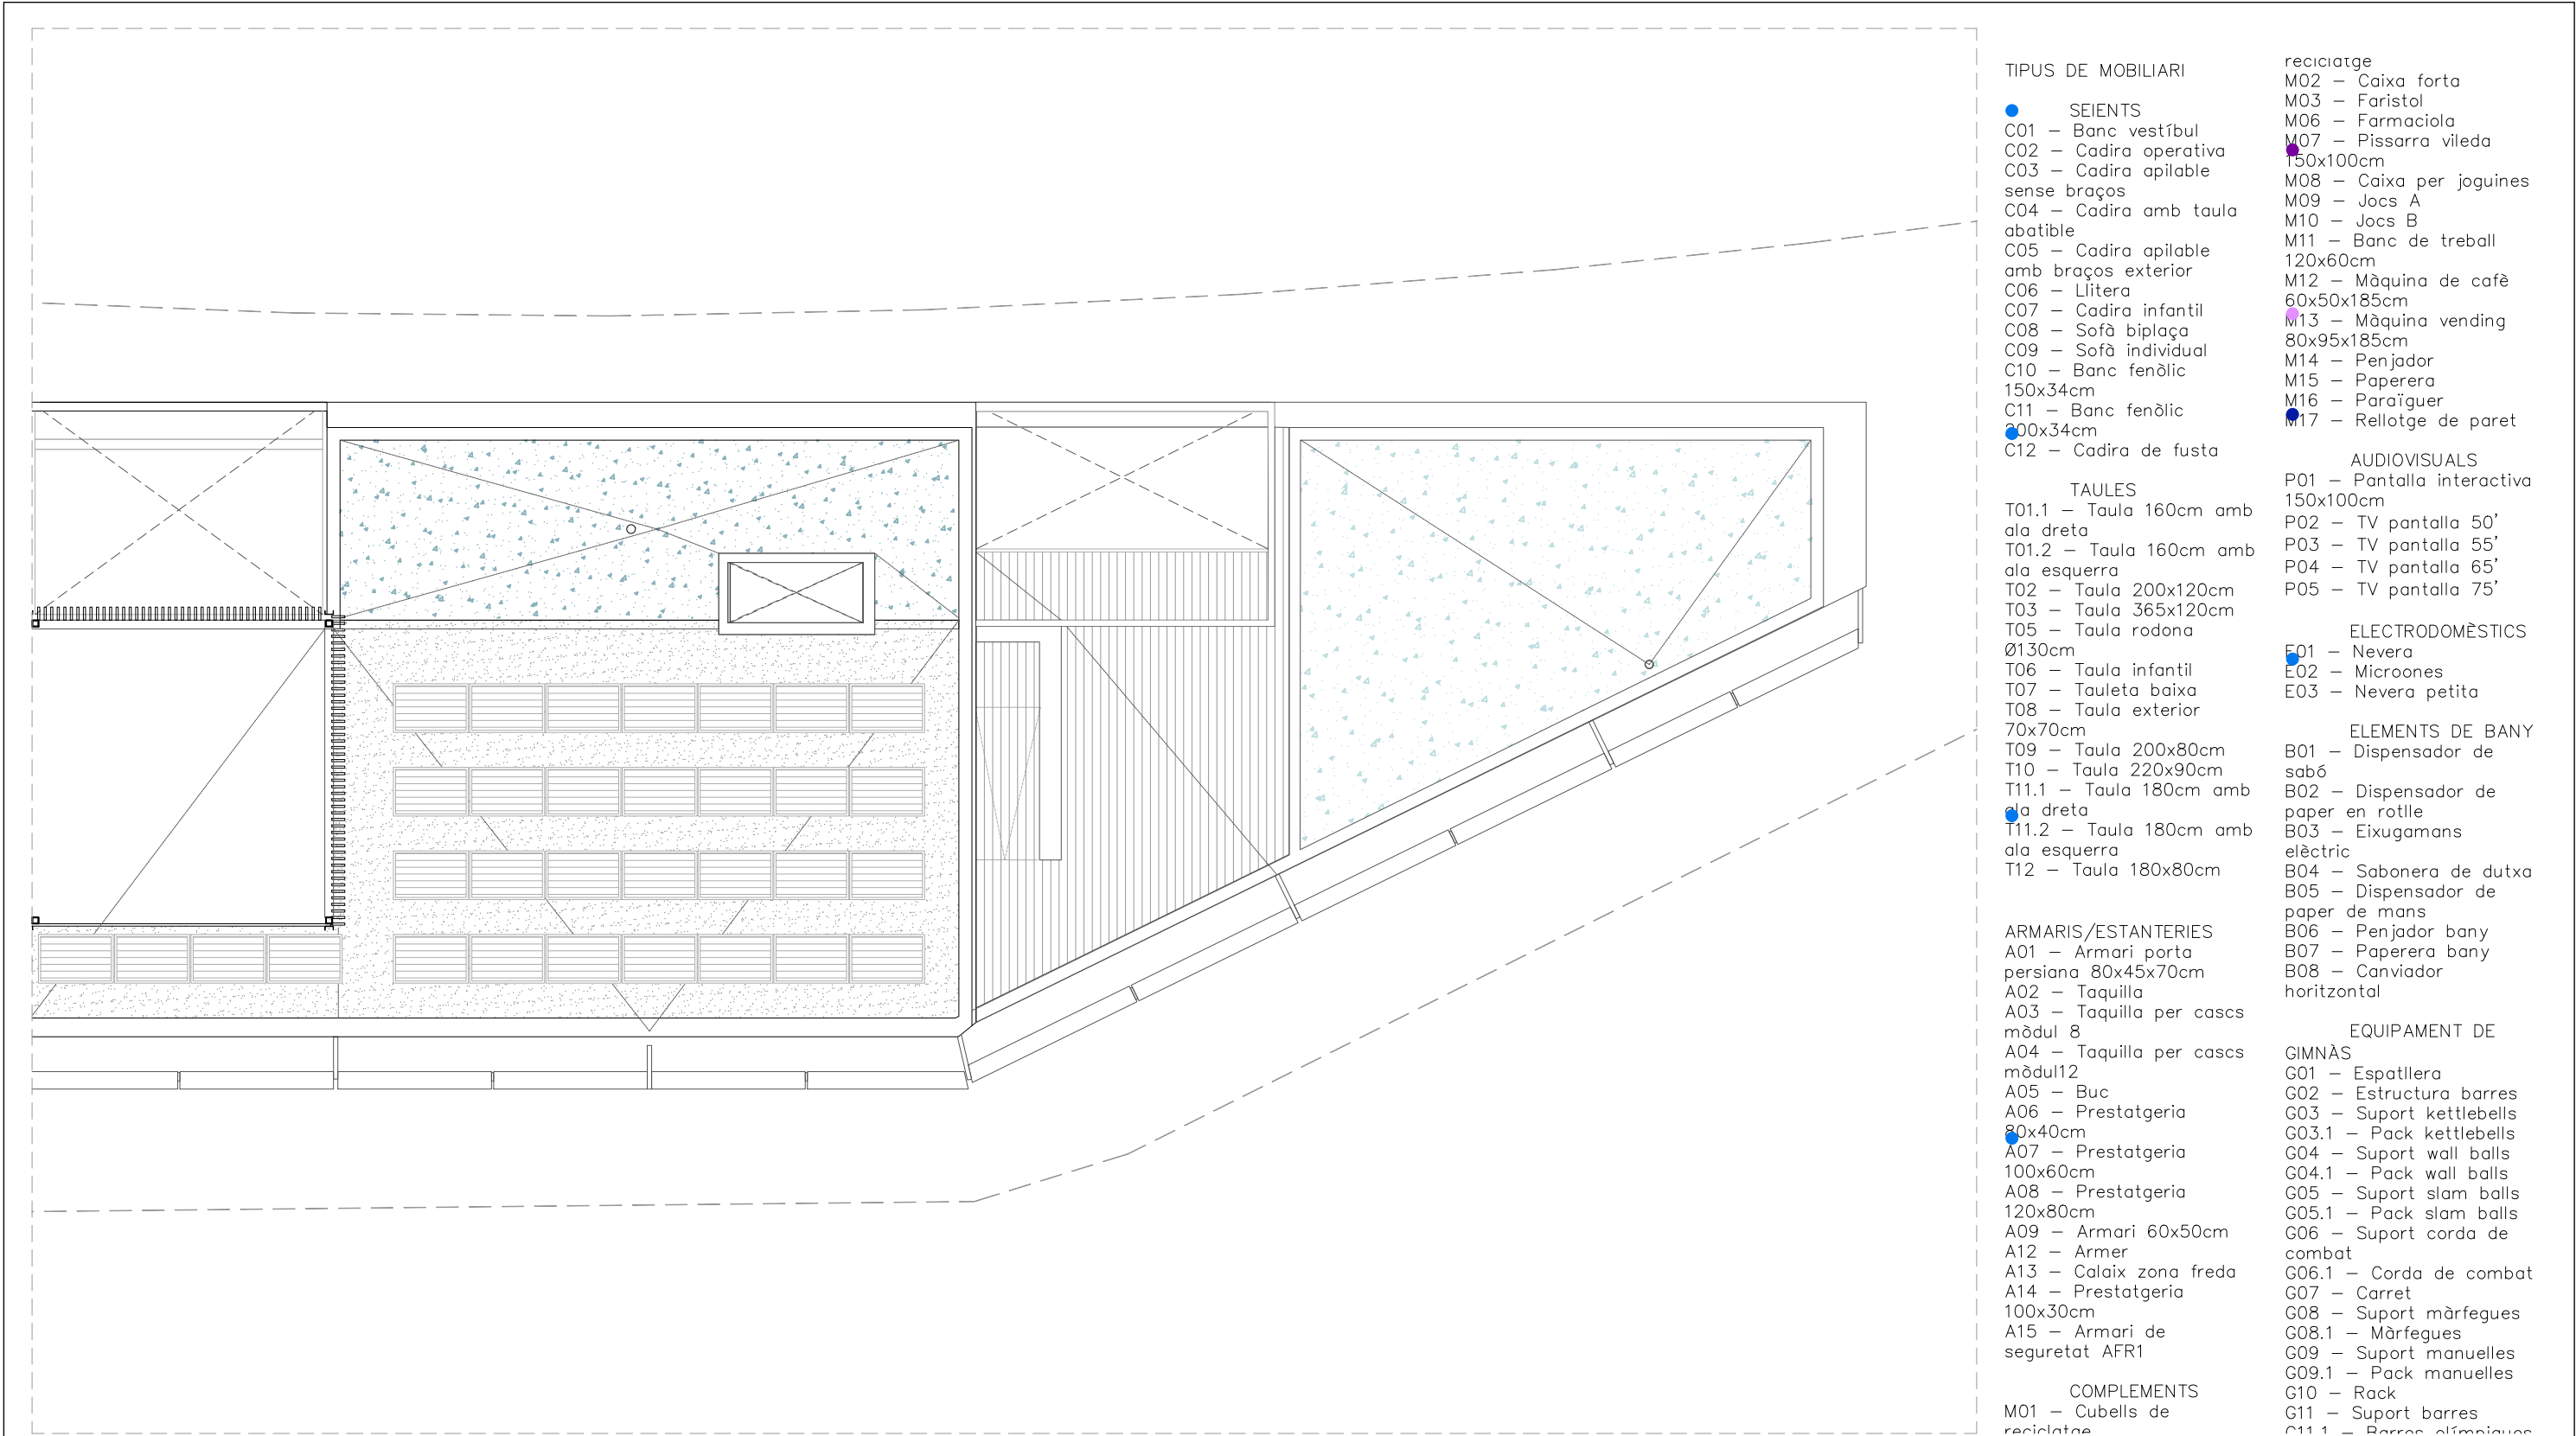 TIPUS DE MOBILIARI
SEIENTS
C01 – Banc vestíbul
C02 – Cadira operativa
C03 – Cadira apilable
sense braços
C04 – Cadira amb taula
abatible
C05 – Cadira apilable
amb braços exterior
C06 – Llitera
C07 – Cadira infantil
C08 – Sofà biplaça
C09 – Sofà individual
C10 – Banc fenòlic
150x34cm
C11 – Banc fenòlic
200x34cm
C12 – Cadira de fusta
TAULES
T01.1 – Taula 160cm amb
ala dreta
T01.2 – Taula 160cm amb
ala esquerra
T02 – Taula 200x120cm
T03 – Taula 365x120cm
T05 – Taula rodona
Ø130cm
T06 – Taula infantil
T07 – Tauleta baixa
T08 – Taula exterior
70x70cm
T09 – Taula 200x80cm
T10 – Taula 220x90cm
T11.1 – Taula 180cm amb
ala dreta
T11.2 – Taula 180cm amb
ala esquerra
T12 – Taula 180x80cm
ARMARIS/ESTANTERIES
A01 – Armari porta
persiana 80x45x70cm
A02 – Taquilla
A03 – Taquilla per cascs
mòdul 8
A04 – Taquilla per cascs
mòdul12
A05 – Buc
A06 – Prestatgeria
80x40cm
A07 – Prestatgeria
100x60cm
A08 – Prestatgeria
120x80cm
A09 – Armari 60x50cm
A12 – Armer
A13 – Calaix zona freda
A14 – Prestatgeria
100x30cm
A15 – Armari de
seguretat AFR1
COMPLEMENTS
M01 – Cubells de
reciclatge
reciclatge
M02 – Caixa forta
M03 – Faristol
M06 – Farmaciola
M07 – Pissarra vileda
150x100cm
M08 – Caixa per joguines
M09 – Jocs A
M10 – Jocs B
M11 – Banc de treball
120x60cm
M12 – Màquina de cafè
60x50x185cm
M13 – Màquina vending
80x95x185cm
M14 – Penjador
M15 – Paperera
M16 – Paraïguer
M17 – Rellotge de paret
AUDIOVISUALS
P01 – Pantalla interactiva
150x100cm
P02 – TV pantalla 50'
P03 – TV pantalla 55'
P04 – TV pantalla 65'
P05 – TV pantalla 75'
ELECTRODOMÈSTICS
E01 – Nevera
E02 – Microones
E03 – Nevera petita
ELEMENTS DE BANY
B01 – Dispensador de
sabó
B02 – Dispensador de
paper en rotlle
B03 – Eixugamans
elèctric
B04 – Sabonera de dutxa
B05 – Dispensador de
paper de mans
B06 – Penjador bany
B07 – Paperera bany
B08 – Canviador
horitzontal
EQUIPAMENT DE
GIMNÀS
G01 – Espatllera
G02 – Estructura barres
G03 – Suport kettlebells
G03.1 – Pack kettlebells
G04 – Suport wall balls
G04.1 – Pack wall balls
G05 – Suport slam balls
G05.1 – Pack slam balls
G06 – Suport corda de
combat
G06.1 – Corda de combat
G07 – Carret
G08 – Suport màrfegues
G08.1 – Màrfegues
G09 – Suport manuelles
G09.1 – Pack manuelles
G10 – Rack
G11 – Suport barres
G11.1 – Barres olímpiques